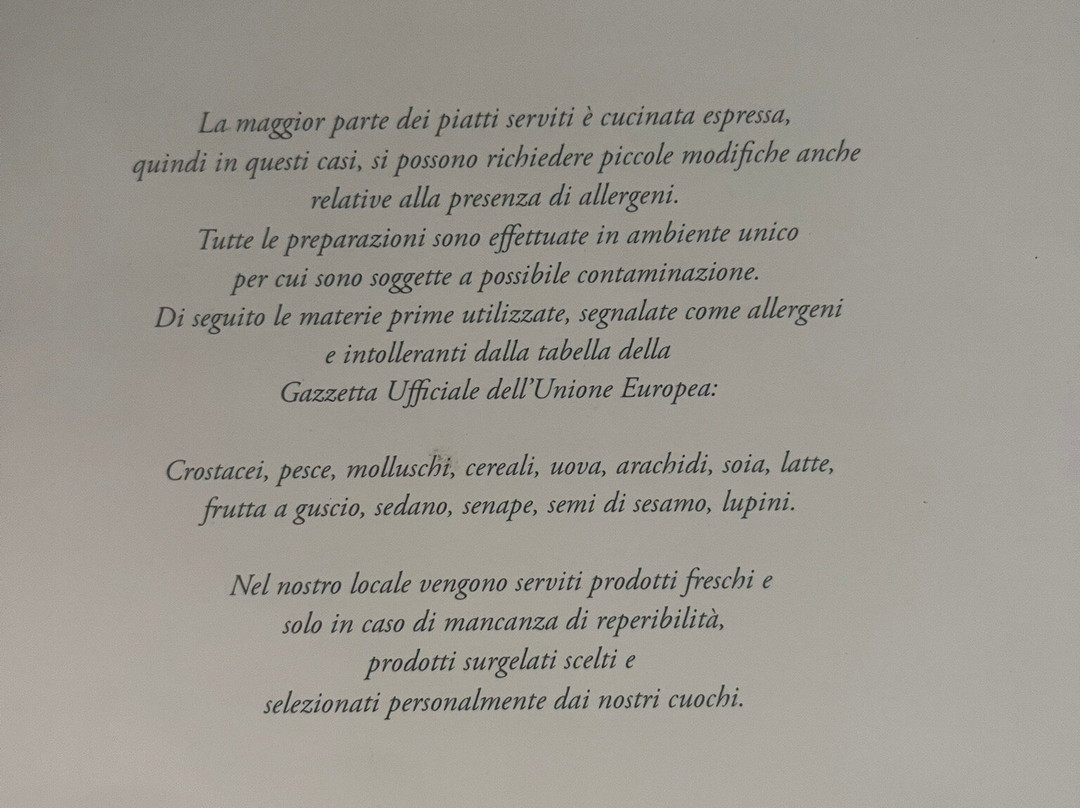 La maggior parte dei piatti serviti è cucinata espressa,
quindi in questi casi, si possono richiedere piccole modifiche anche
relative alla presenza di allergeni.
Tutte le preparazioni sono effettuate in ambiente unico
per cui sono soggette a possibile contaminazione.
Di seguito le materie prime utilizzate, segnalate come allergeni
e intolleranti dalla tabella della
Gazzetta Ufficiale dell'Unione Europea:
Crostacei, pesce, molluschi, cereali, uova, arachidi, soia, latte,
frutta a guscio, sedano, senape, semi di sesamo, lupini.
Nel nostro locale vengono serviti prodotti freschi e
solo in caso di mancanza di reperibilità,
prodotti surgelati scelti e
selezionati personalmente dai nostri cuochi.